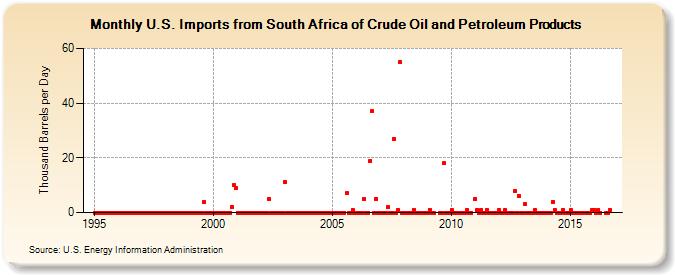 Monthly U.S. Imports from South Africa of Crude Oil and Petroleum Products
Thousand Barrels per Day
60
40
20
0
1995 2000 2005 2010 2015
Source: U.S. Energy Information Administration